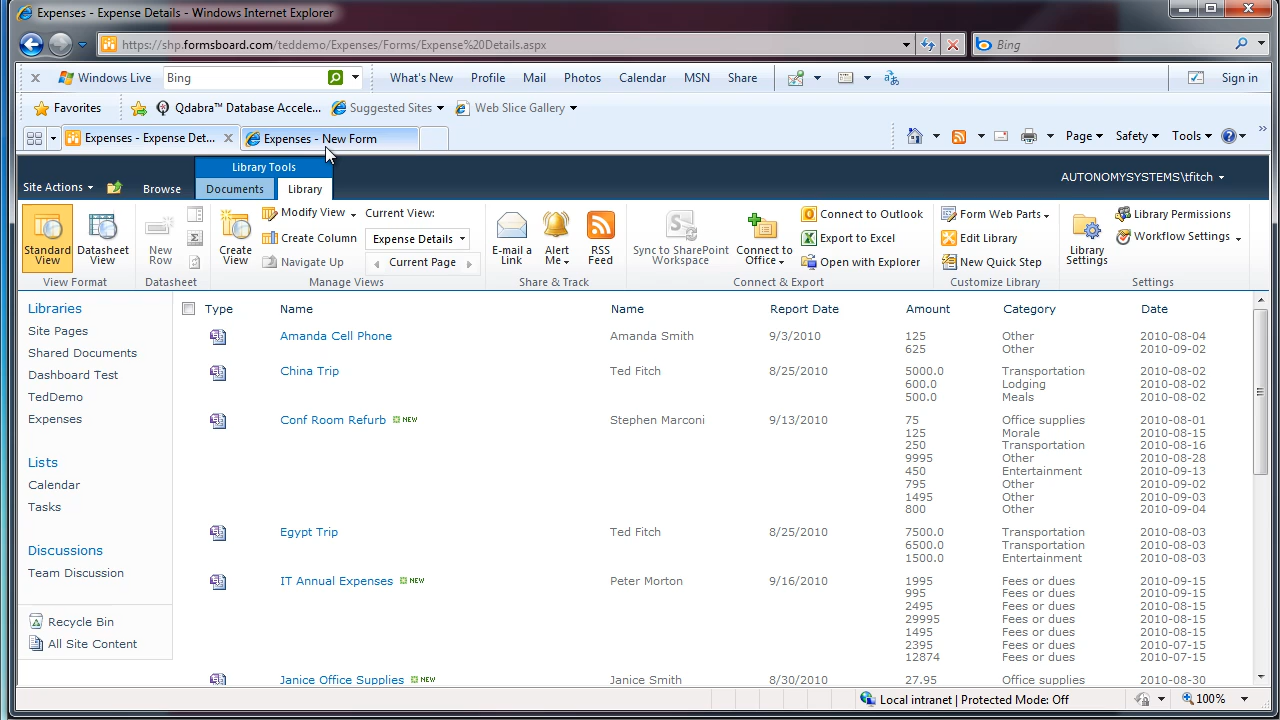 Expenses - Expense Details - Windows Internet Explorer
https://shp.formsboard.com/teddemo/Expenses/Forms/Expense%20Details.aspx
Bing
Windows Live
Bing
What's New
Profile
Mail
Photos
Calendar
MSN
Share
Sign in
Favorites
Qdabra™ Database Accele...
Suggested Sites
Web Slice Gallery
Expenses - Expense Det...
Expenses - New Form
Page
Safety
Tools
Library Tools
Site Actions
Browse
Documents
Library
AUTONOMYSYSTEMS\tfitch
Standard View
Datasheet View
View Format
New Row
Datasheet
Create View
Modify View
Create Column
Navigate Up
Current View:
Expense Details
Current Page
Manage Views
E-mail a Link
Alert Me
RSS Feed
Share & Track
Sync to SharePoint Workspace
Connect to Office
Connect to Outlook
Export to Excel
Open with Explorer
Connect & Export
Form Web Parts
Edit Library
New Quick Step
Customize Library
Library Settings
Library Permissions
Workflow Settings
Settings
Libraries
Site Pages
Shared Documents
Dashboard Test
TedDemo
Expenses
Lists
Calendar
Tasks
Discussions
Team Discussion
Recycle Bin
All Site Content
Type Name Name Report Date Amount Category Date
Amanda Cell Phone Amanda Smith 9/3/2010 125 Other 2010-08-04
625 Other 2010-09-02
China Trip Ted Fitch 8/25/2010 5000.0 Transportation 2010-08-02
600.0 Lodging 2010-08-02
500.0 Meals 2010-08-02
Conf Room Refurb NEW Stephen Marconi 9/13/2010 75 Office supplies 2010-08-01
125 Morale 2010-08-15
250 Transportation 2010-08-16
9995 Other 2010-08-28
450 Entertainment 2010-09-13
795 Other 2010-09-02
1495 Other 2010-09-03
800 Other 2010-09-04
Egypt Trip Ted Fitch 8/25/2010 7500.0 Transportation 2010-08-03
6500.0 Transportation 2010-08-03
1500.0 Entertainment 2010-08-03
IT Annual Expenses NEW Peter Morton 9/16/2010 1995 Fees or dues 2010-09-15
995 Fees or dues 2010-09-15
2495 Fees or dues 2010-08-15
29995 Fees or dues 2010-08-15
1495 Fees or dues 2010-08-15
2395 Fees or dues 2010-07-15
12874 Fees or dues 2010-07-15
Janice Office Supplies NEW Janice Smith 8/30/2010 27.95 Office supplies 2010-08-30
Local intranet | Protected Mode: Off
100%